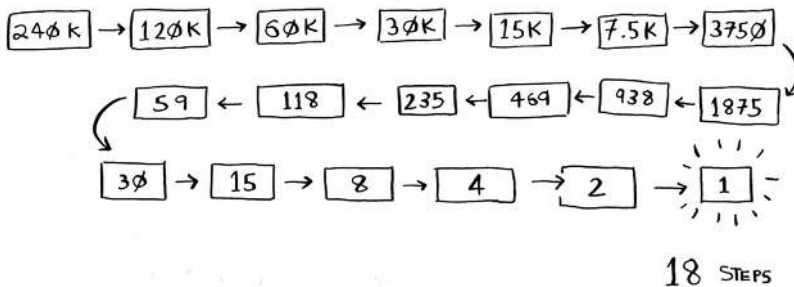 240K → 120K → 60K → 30K → 15K → 7.5K → 3750
59 ← 118 ← 235 ← 469 ← 938 ← 1875
30 → 15 → 8 → 4 → 2 → 1
18 STEPS